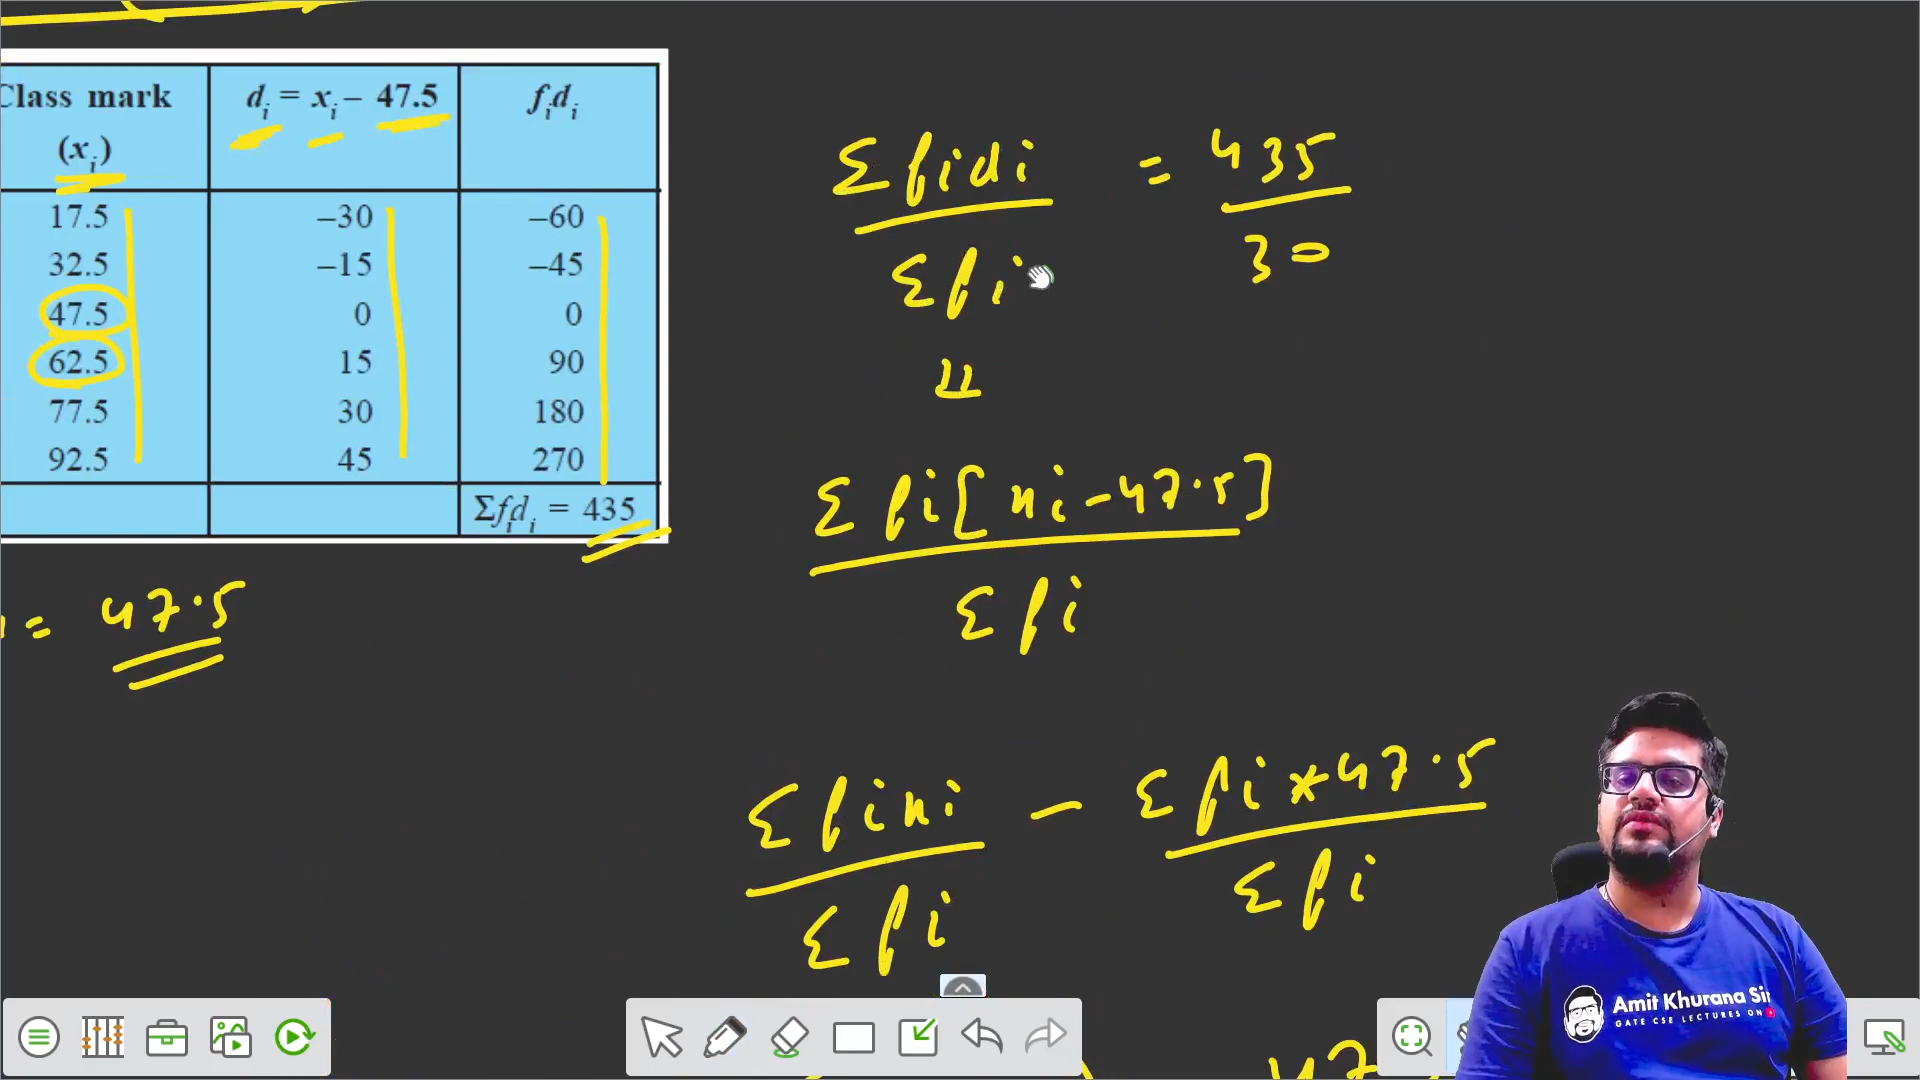 Class mark
(xi)
di = xi – 47.5
fidi
17.5 –30 –60
32.5 –15 –45
47.5 0 0
62.5 15 90
77.5 30 180
92.5 45 270
Σfidi = 435
= 47.5
Σfidi = 435
Σfi 30
Σfi[xi-47.5]
Σfi
Σfixi - Σfi*47.5
Σfi Σfi
47
Amit Khurana Sir
GATE CSE LECTURES ON